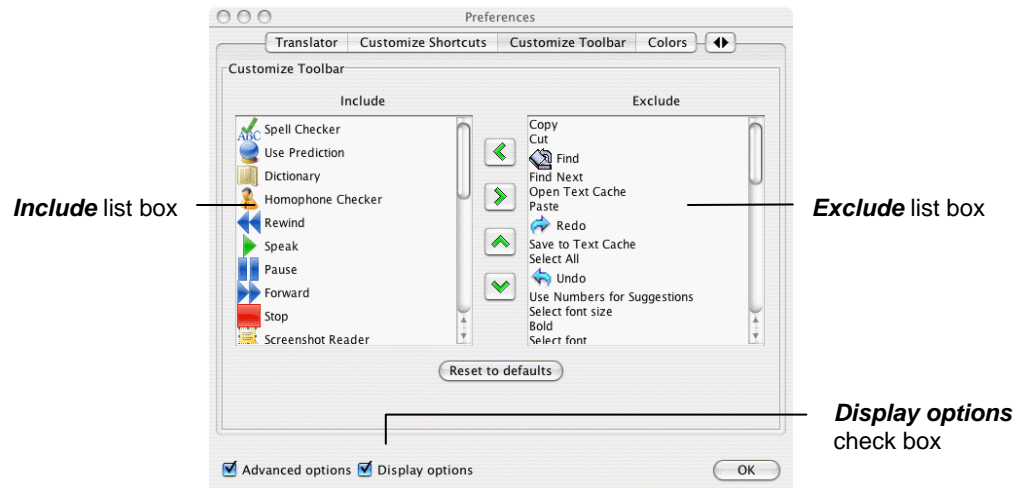 Preferences
Translator Customize Shortcuts Customize Toolbar Colors
Customize Toolbar
Include
Exclude
ABC Spell Checker
Use Prediction
Dictionary
Homophone Checker
Rewind
Speak
Pause
Forward
Stop
Screenshot Reader
Copy
Cut
Find
Find Next
Open Text Cache
Paste
Redo
Save to Text Cache
Select All
Undo
Use Numbers for Suggestions
Select font size
Bold
Select font
Include list box
Exclude list box
Reset to defaults
Display options
check box
Advanced options Display options
OK